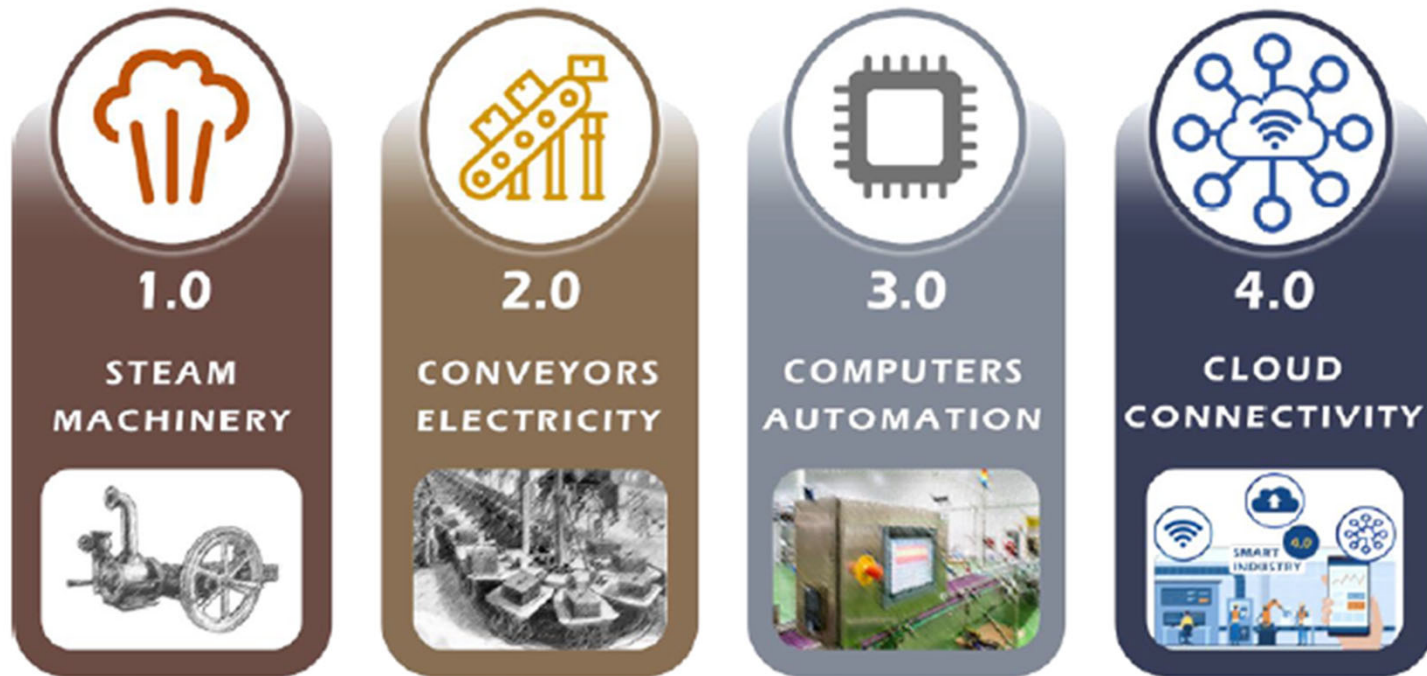 1.0
STEAM
MACHINERY
2.0
CONVEYORS
ELECTRICITY
3.0
COMPUTERS
AUTOMATION
4.0
CLOUD
CONNECTIVITY
4.0
SMART
INDUSTRY